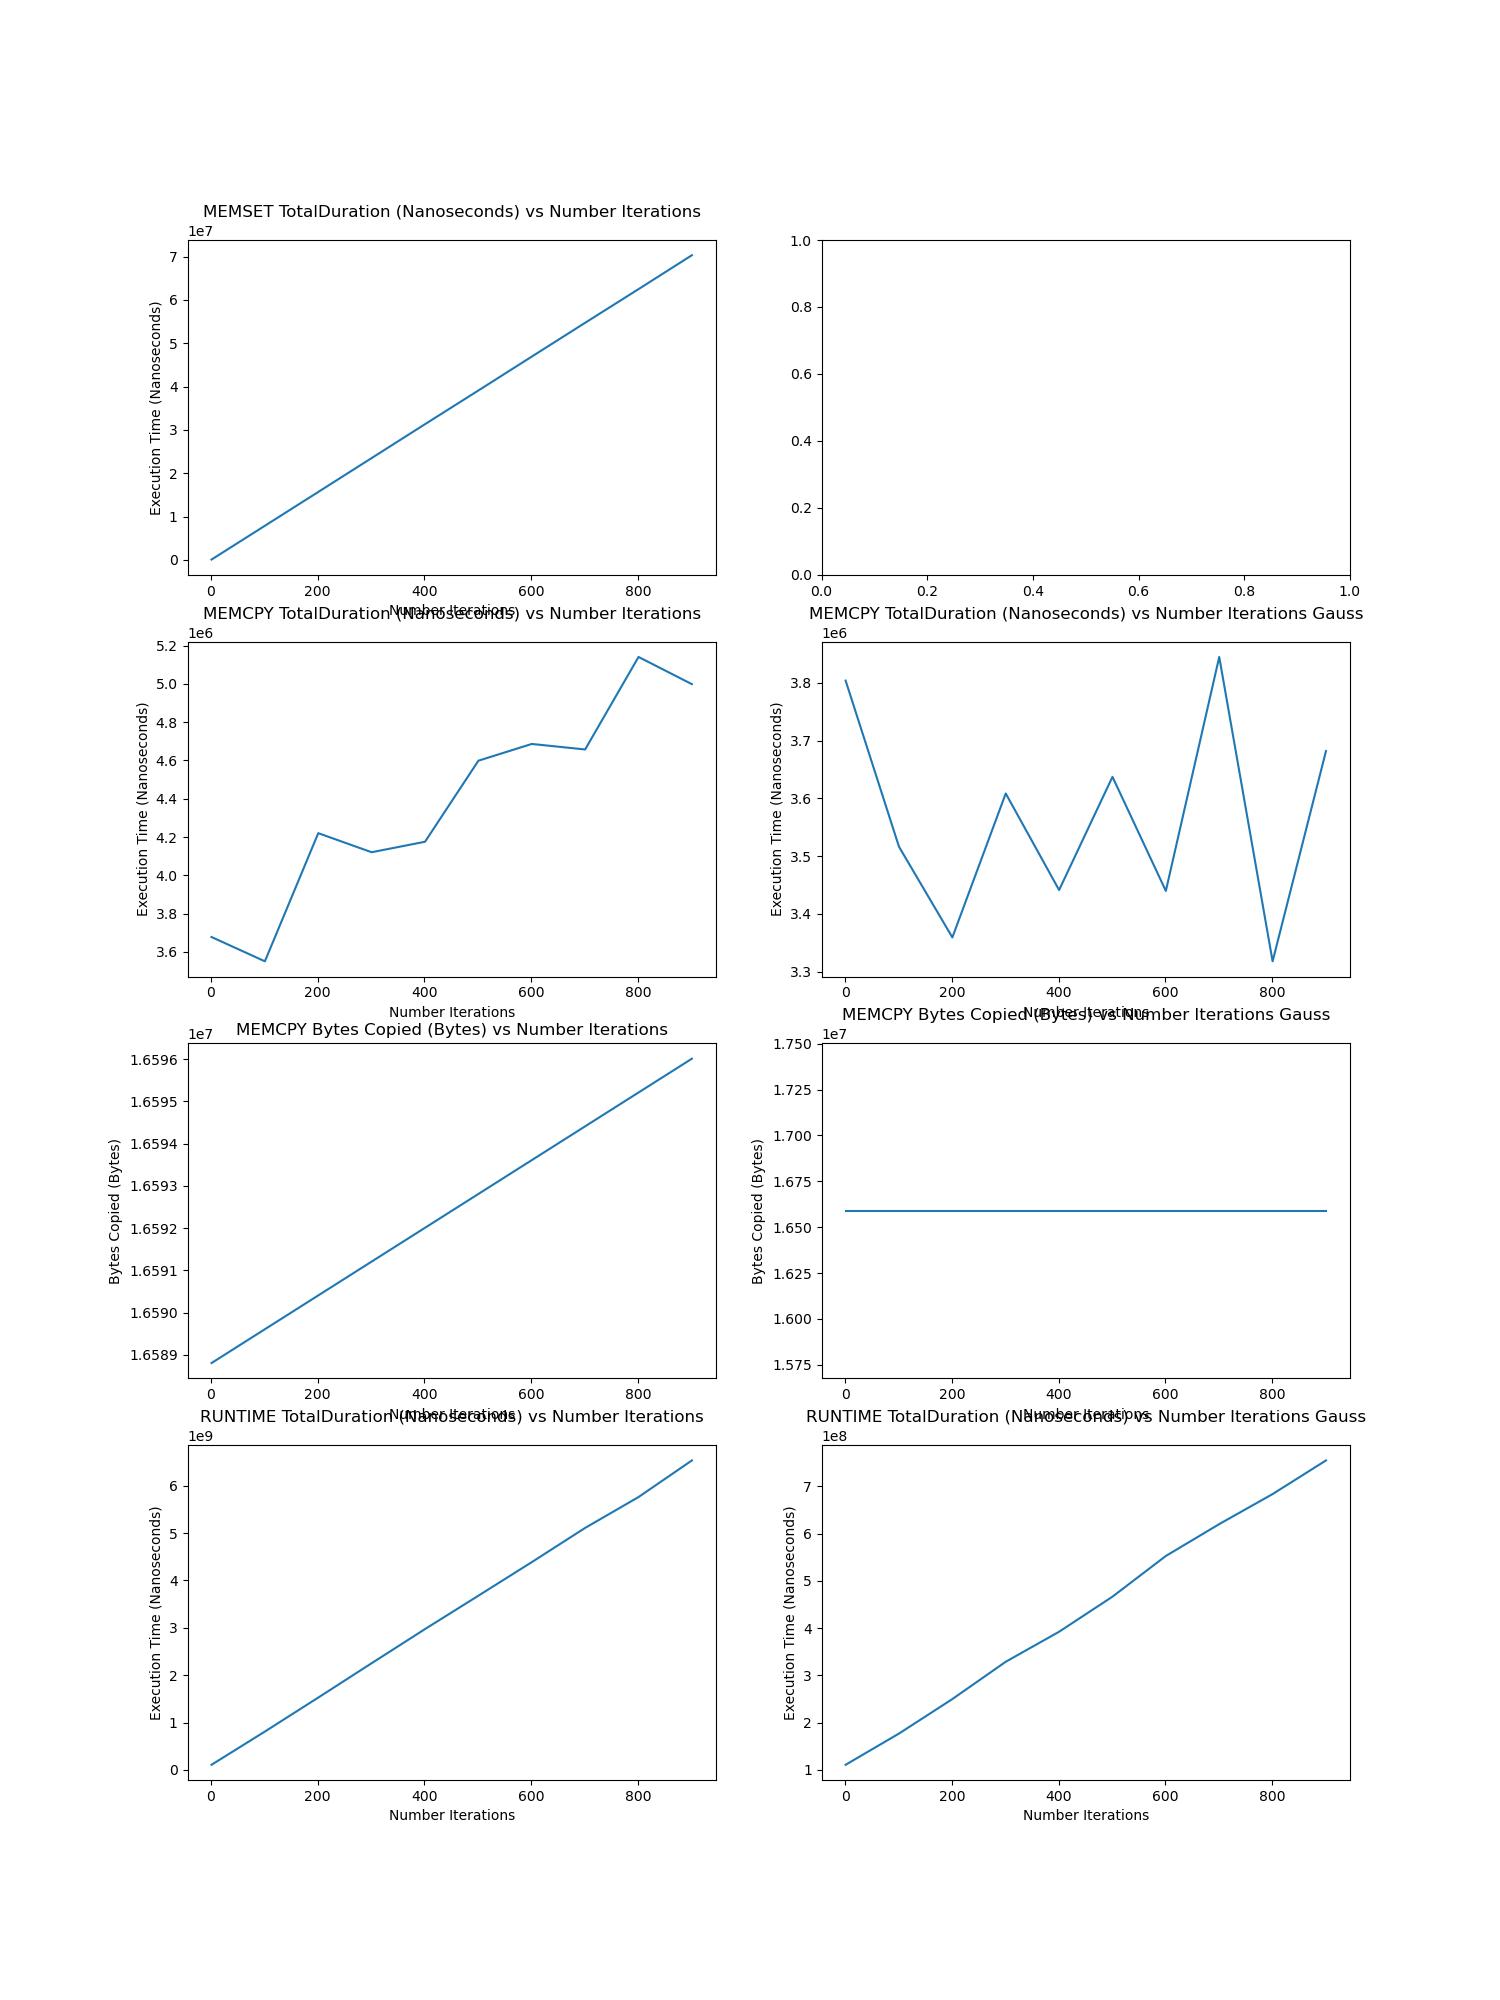 MEMSET TotalDuration (Nanoseconds) vs Number Iterations
1e7
7
6
5
4
3
2
1
0
Execution Time (Nanoseconds)
0 200 400 600 800
Number Iterations
1.0
0.8
0.6
0.4
0.2
0.0
0.0 0.2 0.4 0.6 0.8 1.0
MEMCPY TotalDuration (Nanoseconds) vs Number Iterations
1e6
5.2
5.0
4.8
4.6
4.4
4.2
4.0
3.8
3.6
Execution Time (Nanoseconds)
0 200 400 600 800
Number Iterations
MEMCPY TotalDuration (Nanoseconds) vs Number Iterations Gauss
1e6
3.8
3.7
3.6
3.5
3.4
3.3
Execution Time (Nanoseconds)
0 200 400 600 800
Number Iterations
MEMCPY Bytes Copied (Bytes) vs Number Iterations
1e7
1.6596
1.6595
1.6594
1.6593
1.6592
1.6591
1.6590
1.6589
Bytes Copied (Bytes)
0 200 400 600 800
Number Iterations
MEMCPY Bytes Copied (Bytes) vs Number Iterations Gauss
1e7
1.750
1.725
1.700
1.675
1.650
1.625
1.600
1.575
Bytes Copied (Bytes)
0 200 400 600 800
Number Iterations
RUNTIME TotalDuration (Nanoseconds) vs Number Iterations
1e9
6
5
4
3
2
1
0
Execution Time (Nanoseconds)
0 200 400 600 800
Number Iterations
RUNTIME TotalDuration (Nanoseconds) vs Number Iterations Gauss
1e8
7
6
5
4
3
2
1
Execution Time (Nanoseconds)
0 200 400 600 800
Number Iterations